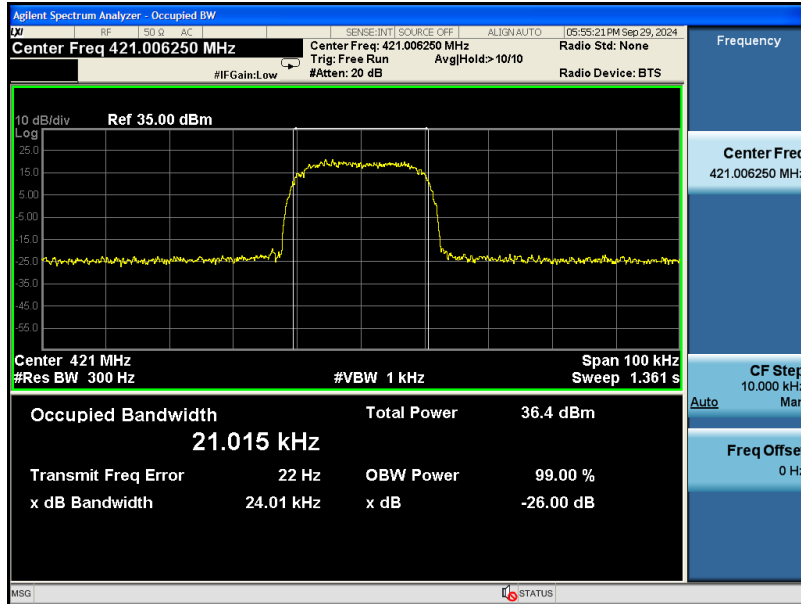 Agilent Spectrum Analyzer - Occupied BW
LXI RF 50 Ω AC SENSE:INT SOURCE OFF ALIGN AUTO 05:55:21 PM Sep 29, 2024
Center Freq 421.006250 MHz
Center Freq: 421.006250 MHz
Radio Std: None
Trig: Free Run Avg|Hold:>10/10
#IFGain:Low
#Atten: 20 dB
Radio Device: BTS
10 dB/div Ref 35.00 dBm
Log
25.0
15.0
5.00
-5.00
-15.0
-25.0
-35.0
-45.0
-55.0
Center 421 MHz Span 100 kHz
#Res BW 300 Hz #VBW 1 kHz Sweep 1.361 s
Occupied Bandwidth Total Power 36.4 dBm
21.015 kHz
Transmit Freq Error 22 Hz OBW Power 99.00 %
x dB Bandwidth 24.01 kHz x dB -26.00 dB
MSG STATUS
Frequency
Center Freq
421.006250 MHz
CF Step
10.000 kHz
Auto Man
Freq Offset
0 Hz